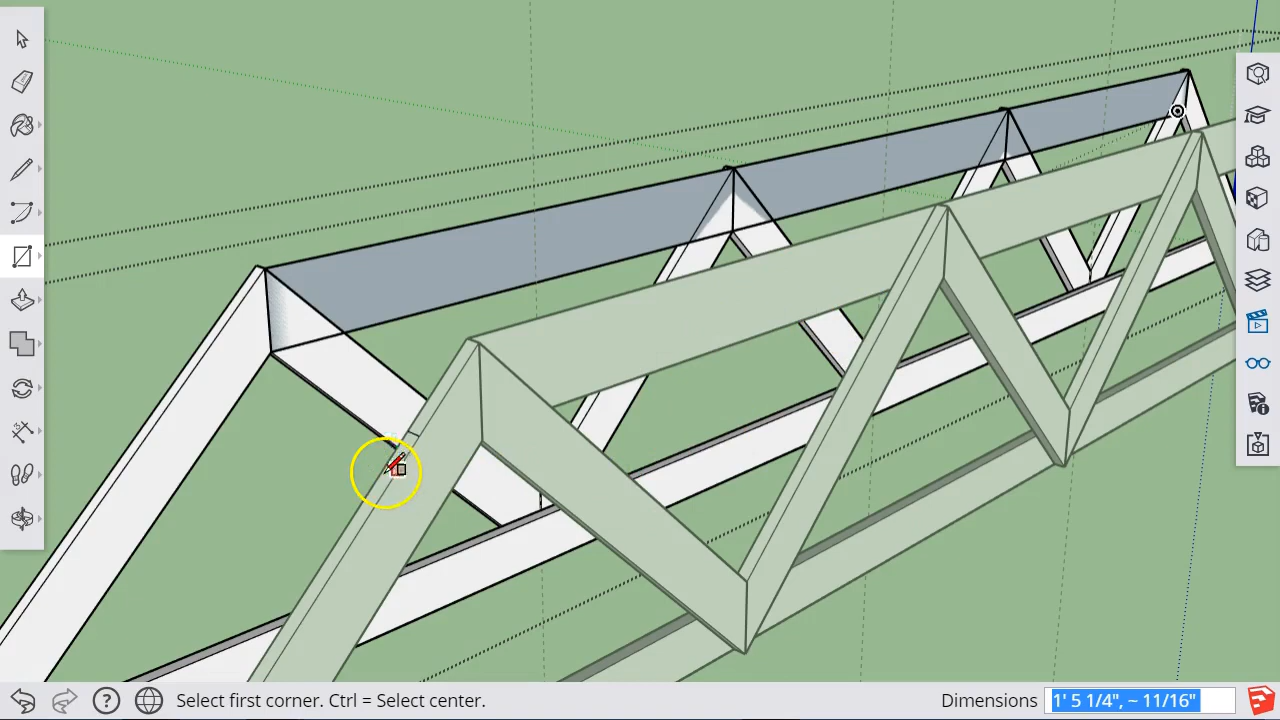 Select first corner. Ctrl = Select center.
Dimensions 1' 5 1/4", ~ 11/16"